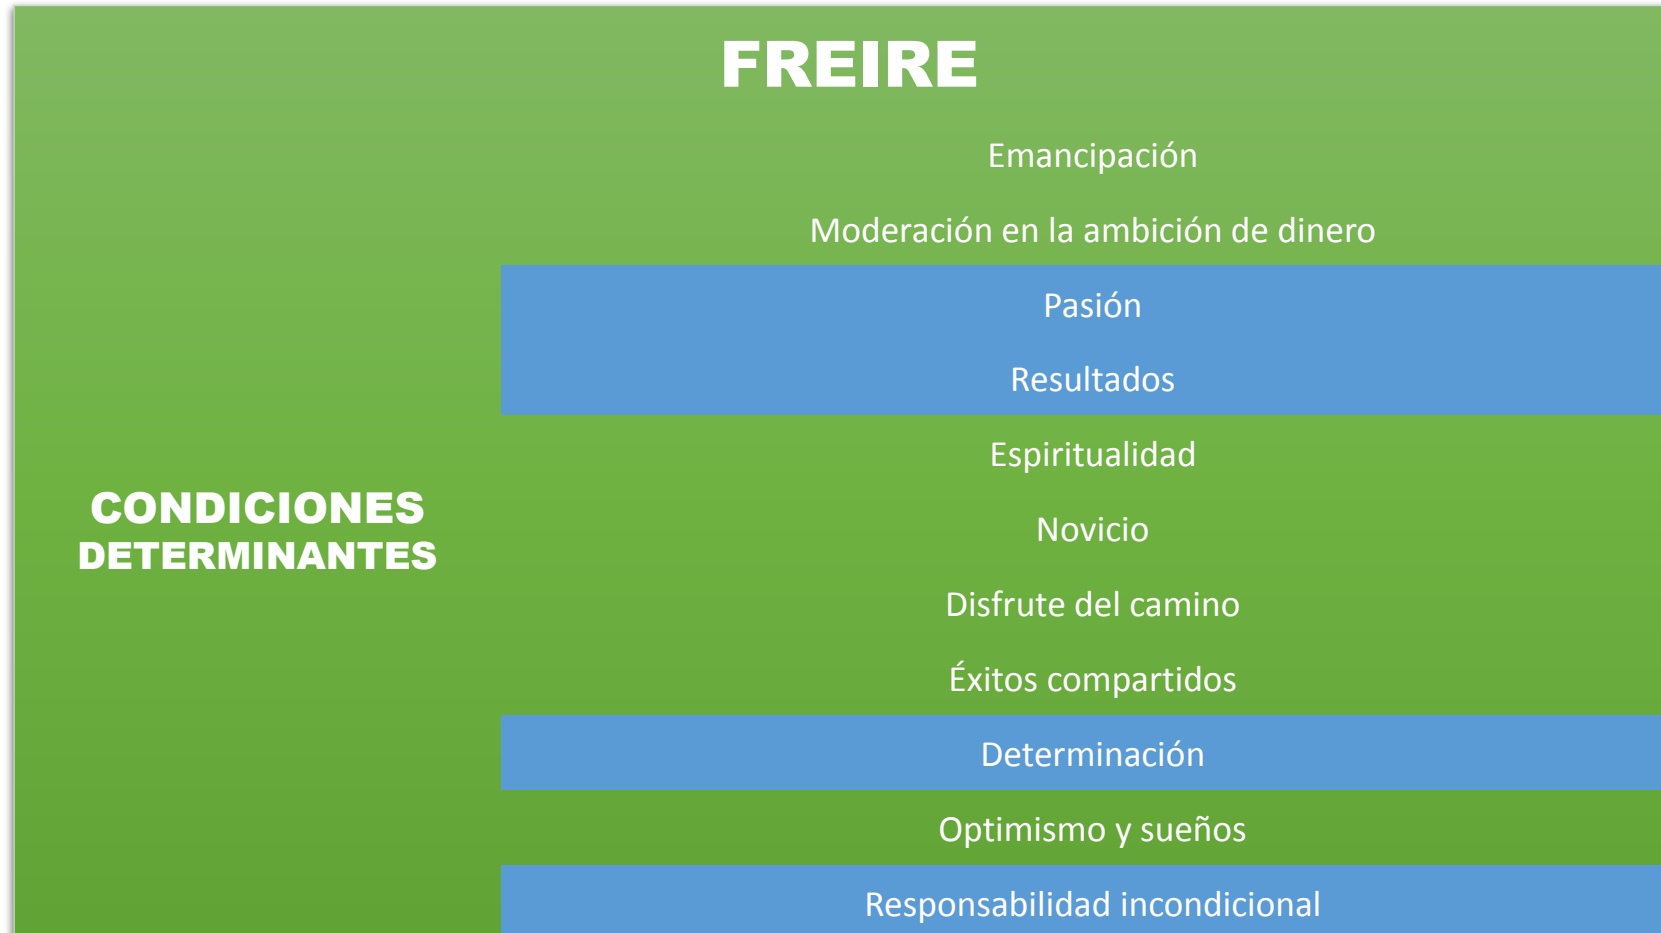 FREIRE
Emancipación
Moderación en la ambición de dinero
Pasión
Resultados
Espiritualidad
CONDICIONES
DETERMINANTES
Novicio
Disfrute del camino
Éxitos compartidos
Determinación
Optimismo y sueños
Responsabilidad incondicional